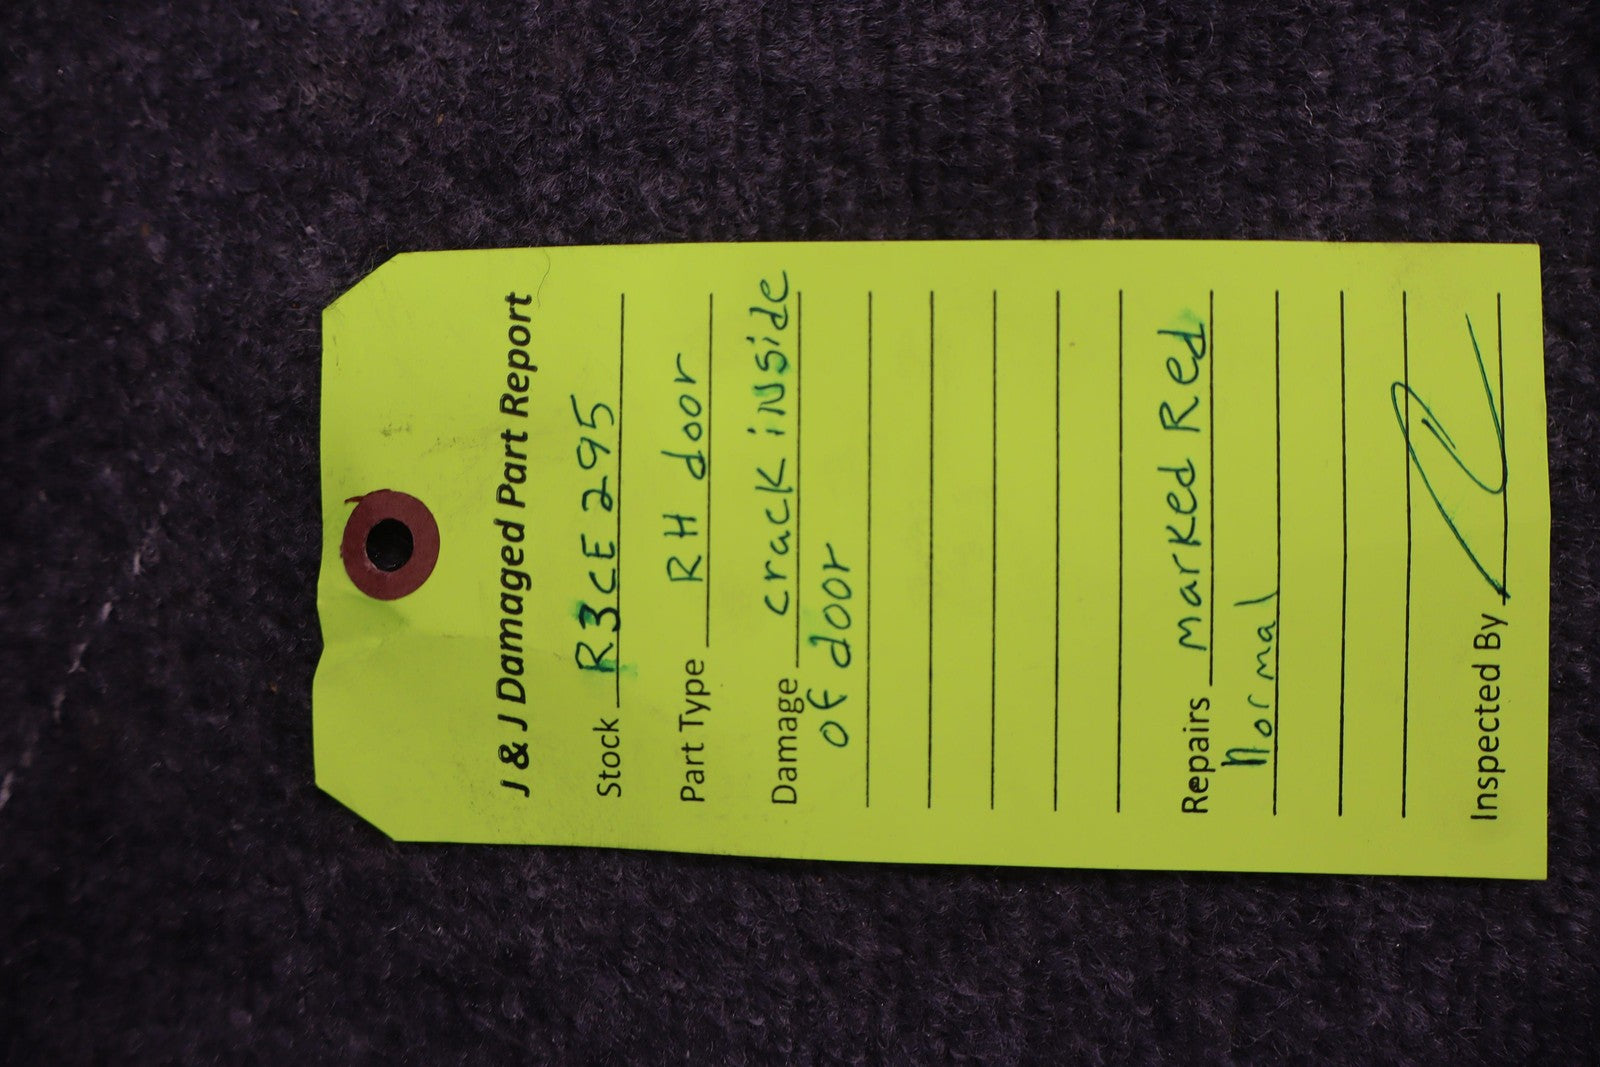 J & J Damaged Part Report
Stock R3CE295
Part Type RH door
Damage crack inside
of door
Repairs marked Red
Normal
Inspected By